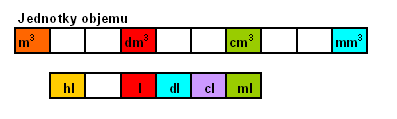 Jednotky objemu
m³ dm³ cm³ mm³
hl l dl cl ml